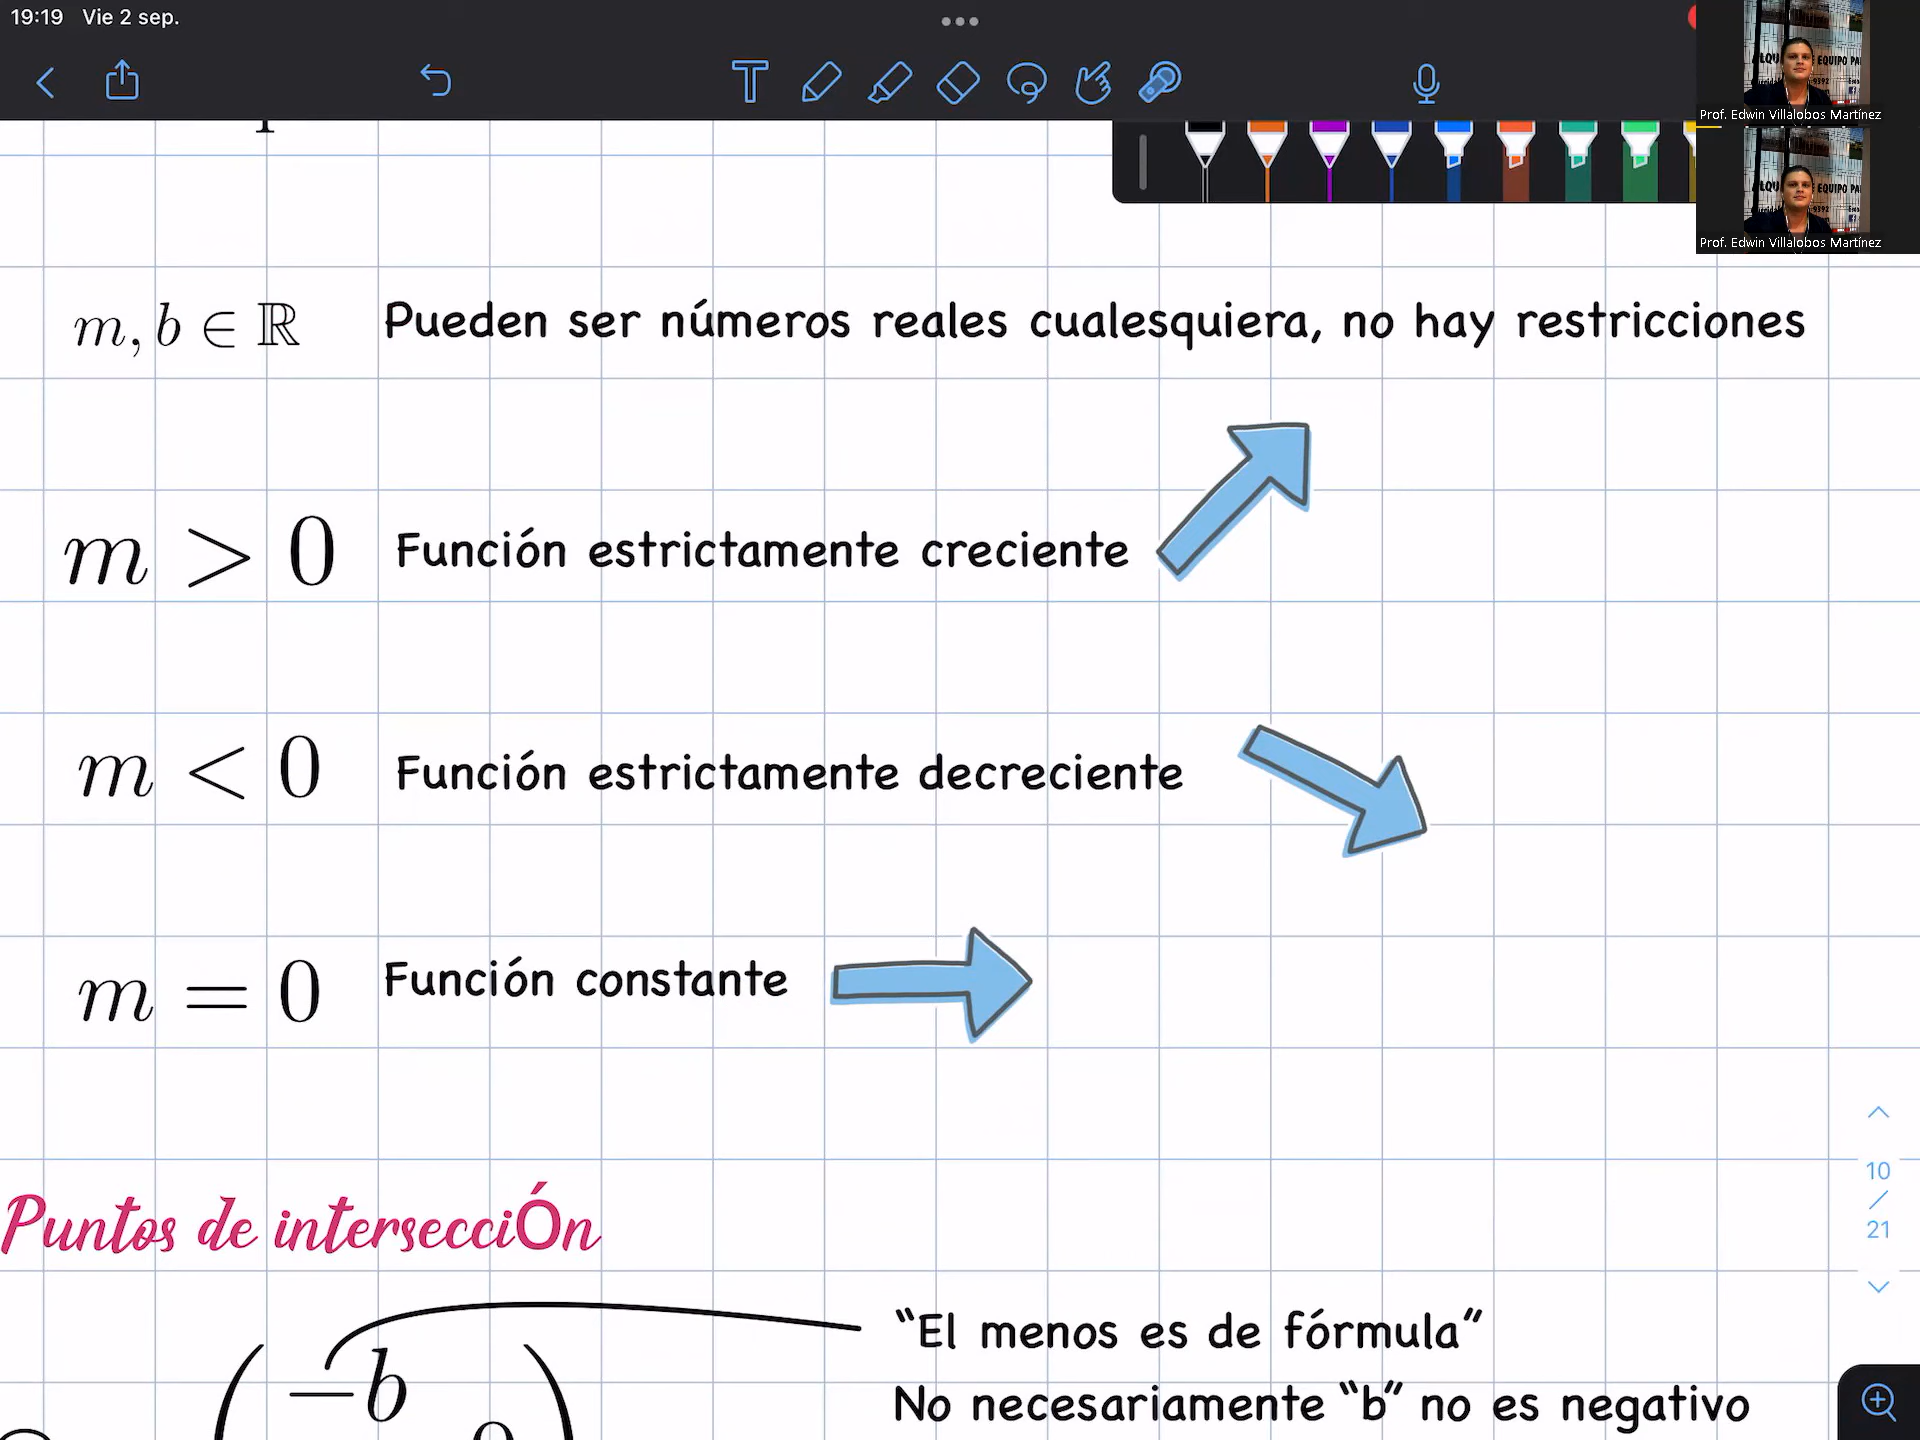 19:19 Vie 2 sep.
Prof. Edwin Villalobos Martínez
Prof. Edwin Villalobos Martínez
m, b ∈ ℝ Pueden ser números reales cualesquiera, no hay restricciones
m > 0 Función estrictamente creciente
m < 0 Función estrictamente decreciente
m = 0 Función constante
10
/
21
Puntos de intersecciÓn
“El menos es de fórmula”
(−b
No necesariamente “b” no es negativo